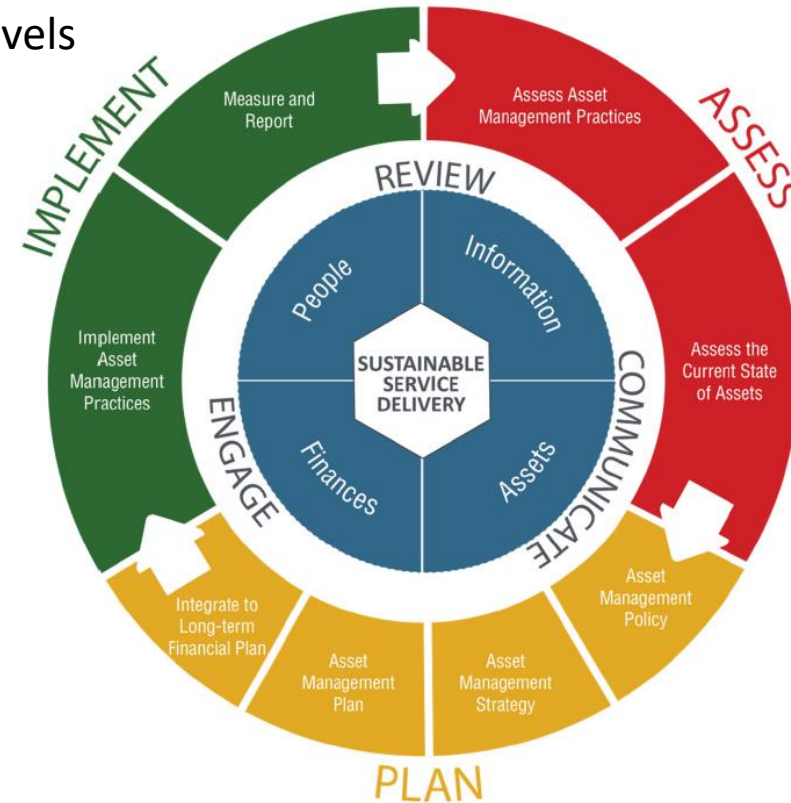 vels
IMPLEMENT
Measure and
Report
Assess Asset
Management Practices
ASSESS
REVIEW
People
Information
Implement
Asset
Management
Practices
SUSTAINABLE
SERVICE
DELIVERY
Assess the
Current State
of Assets
ENGAGE
COMMUNICATE
Finances
Assets
Integrate to
Long-term
Financial Plan
Asset
Management
Plan
Asset
Management
Strategy
Asset
Management
Policy
PLAN